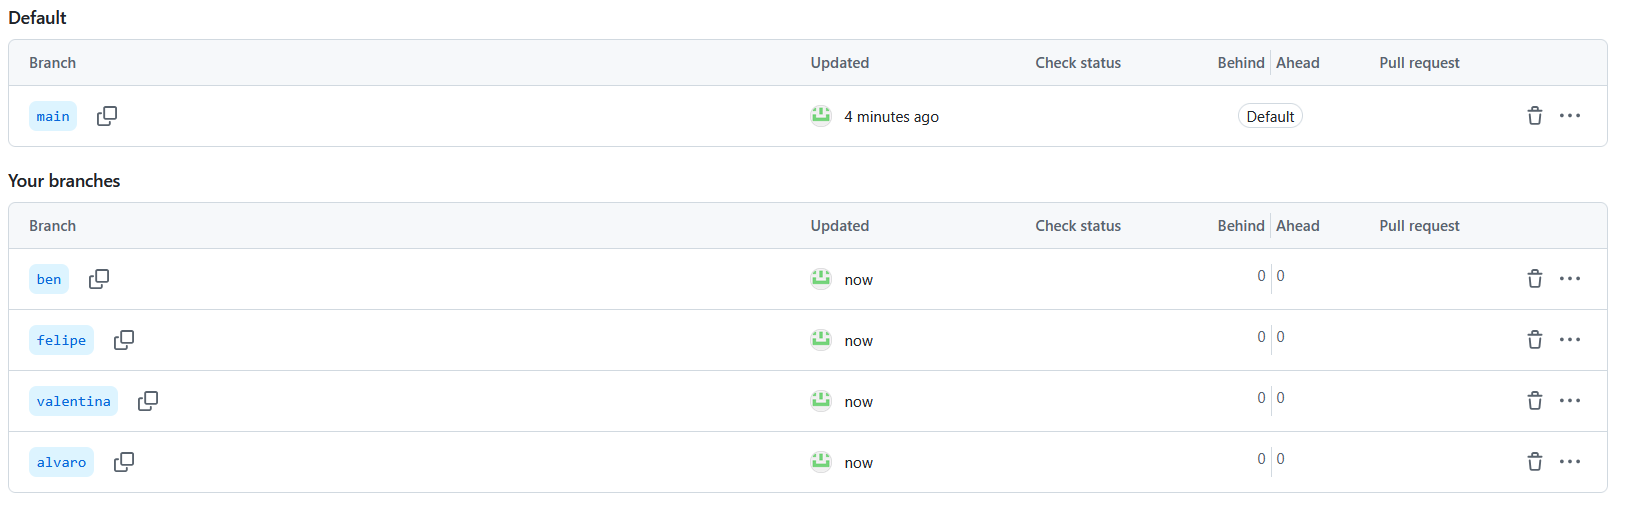 Default
Branch Updated Check status Behind Ahead Pull request
main 4 minutes ago Default
Your branches
Branch Updated Check status Behind Ahead Pull request
ben now 0 0
felipe now 0 0
valentina now 0 0
alvaro now 0 0